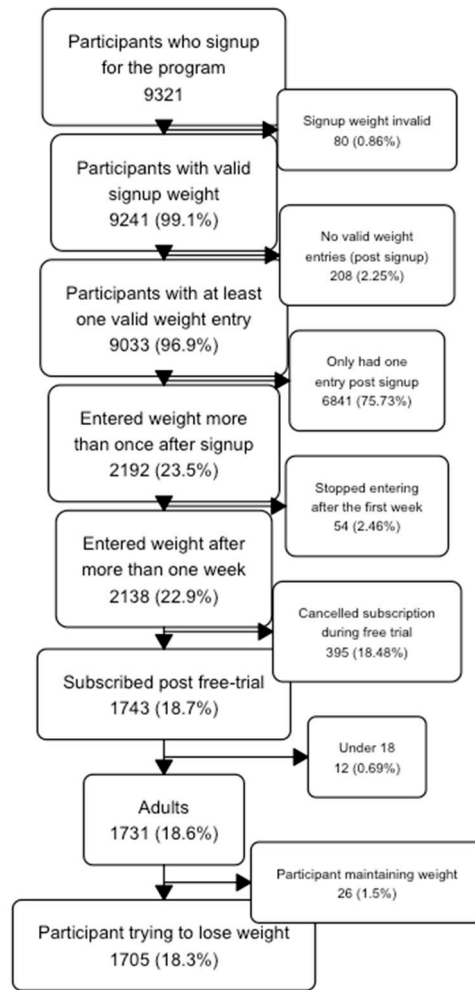 Participants who signup
for the program
9321
Signup weight invalid
80 (0.86%)
Participants with valid
signup weight
9241 (99.1%)
No valid weight
entries (post signup)
208 (2.25%)
Participants with at least
one valid weight entry
9033 (96.9%)
Only had one
entry post signup
6841 (75.73%)
Entered weight more
than once after signup
2192 (23.5%)
Stopped entering
after the first week
54 (2.46%)
Entered weight after
more than one week
2138 (22.9%)
Cancelled subscription
during free trial
395 (18.48%)
Subscribed post free-trial
1743 (18.7%)
Under 18
12 (0.69%)
Adults
1731 (18.6%)
Participant maintaining weight
26 (1.5%)
Participant trying to lose weight
1705 (18.3%)